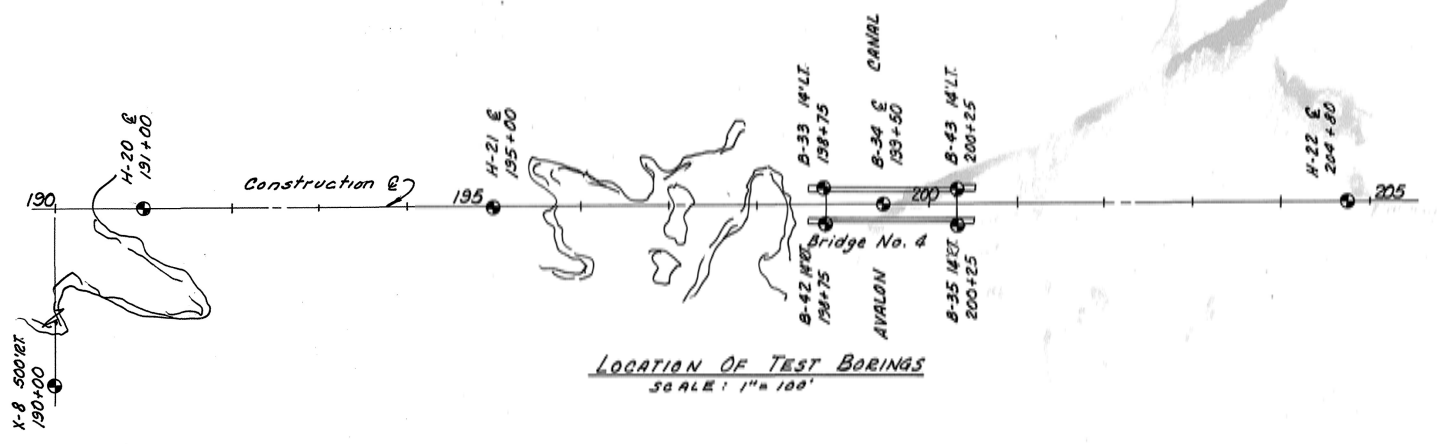 190
H-20 ℄
191+00
Construction ℄
195
H-21 ℄
195+00
B-33 14' LT.
198+75
B-34 ℄
199+50
CANAL
B-43 14' LT.
200+25
200
H-22 ℄
204+80
205
Bridge No. 4
B-42 14' RT.
198+75
AVALON
B-35 14' RT.
200+25
X-8 500' RT.
190+00
LOCATION OF TEST BORINGS
SCALE: 1"= 100'